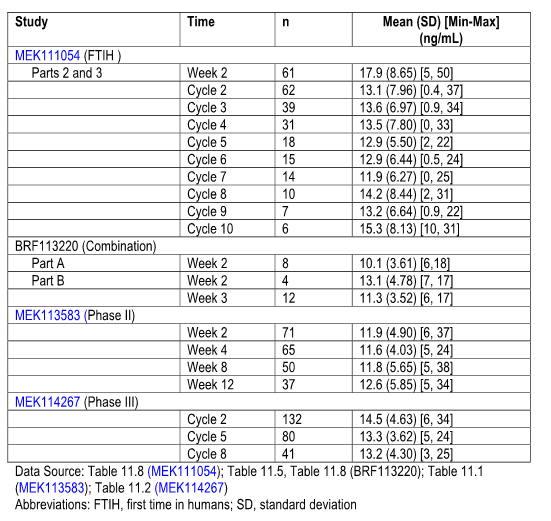 Study Time n Mean (SD) [Min-Max]
(ng/mL)
MEK111054 (FTIH )
Parts 2 and 3 Week 2 61 17.9 (8.65) [5, 50]
Cycle 2 62 13.1 (7.96) [0.4, 37]
Cycle 3 39 13.6 (6.97) [0.9, 34]
Cycle 4 31 13.5 (7.80) [0, 33]
Cycle 5 18 12.9 (5.50) [2, 22]
Cycle 6 15 12.9 (6.44) [0.5, 24]
Cycle 7 14 11.9 (6.27) [0, 25]
Cycle 8 10 14.2 (8.44) [2, 31]
Cycle 9 7 13.2 (6.64) [0.9, 22]
Cycle 10 6 15.3 (8.13) [10, 31]
BRF113220 (Combination)
Part A Week 2 8 10.1 (3.61) [6,18]
Part B Week 2 4 13.1 (4.78) [7, 17]
Week 3 12 11.3 (3.52) [6, 17]
MEK113583 (Phase II)
Week 2 71 11.9 (4.90) [6, 37]
Week 4 65 11.6 (4.03) [5, 24]
Week 8 50 11.8 (5.65) [5, 38]
Week 12 37 12.6 (5.85) [5, 34]
MEK114267 (Phase III)
Cycle 2 132 14.5 (4.63) [6, 34]
Cycle 5 80 13.3 (3.62) [5, 24]
Cycle 8 41 13.2 (4.30) [3, 25]
Data Source: Table 11.8 (MEK111054); Table 11.5, Table 11.8 (BRF113220); Table 11.1
(MEK113583); Table 11.2 (MEK114267)
Abbreviations: FTIH, first time in humans; SD, standard deviation